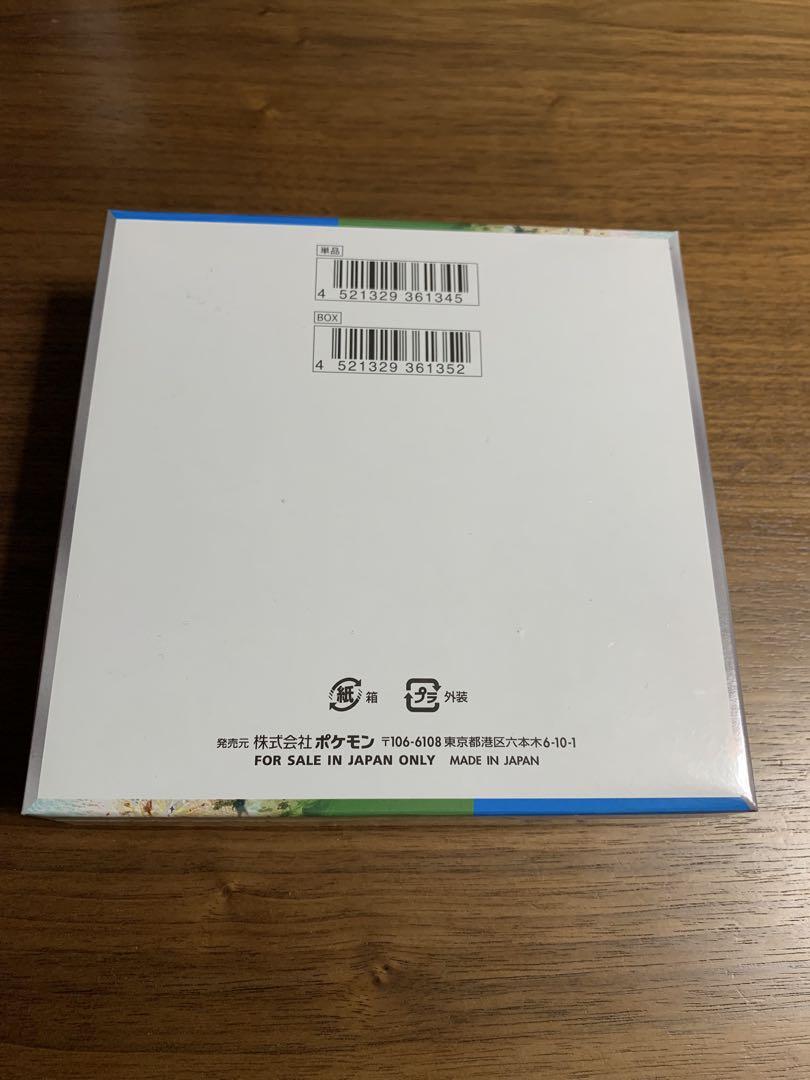 単品
4 521329 361345
BOX
4 521329 361352
紙 箱 プラ 外装
発売元 株式会社ポケモン 〒106-6108 東京都港区六本木6-10-1
FOR SALE IN JAPAN ONLY MADE IN JAPAN